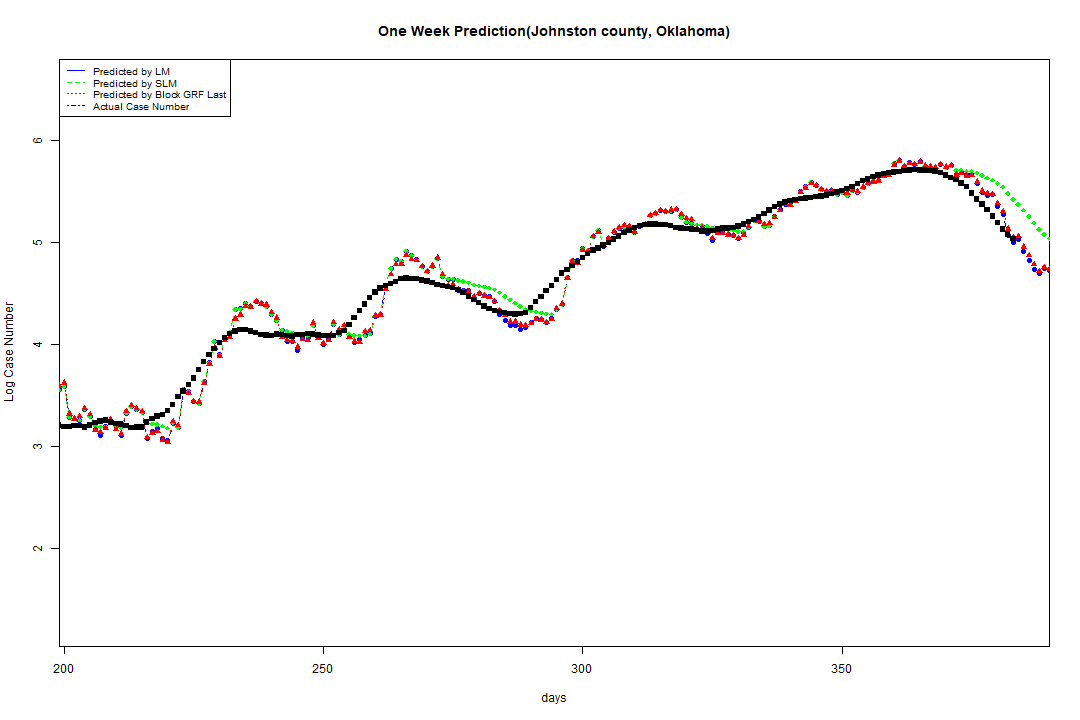 One Week Prediction(Johnston county, Oklahoma)
Predicted by LM
Predicted by SLM
Predicted by Block GRF Last
Actual Case Number
6
5
4
3
2
Log Case Number
200 250 300 350
days